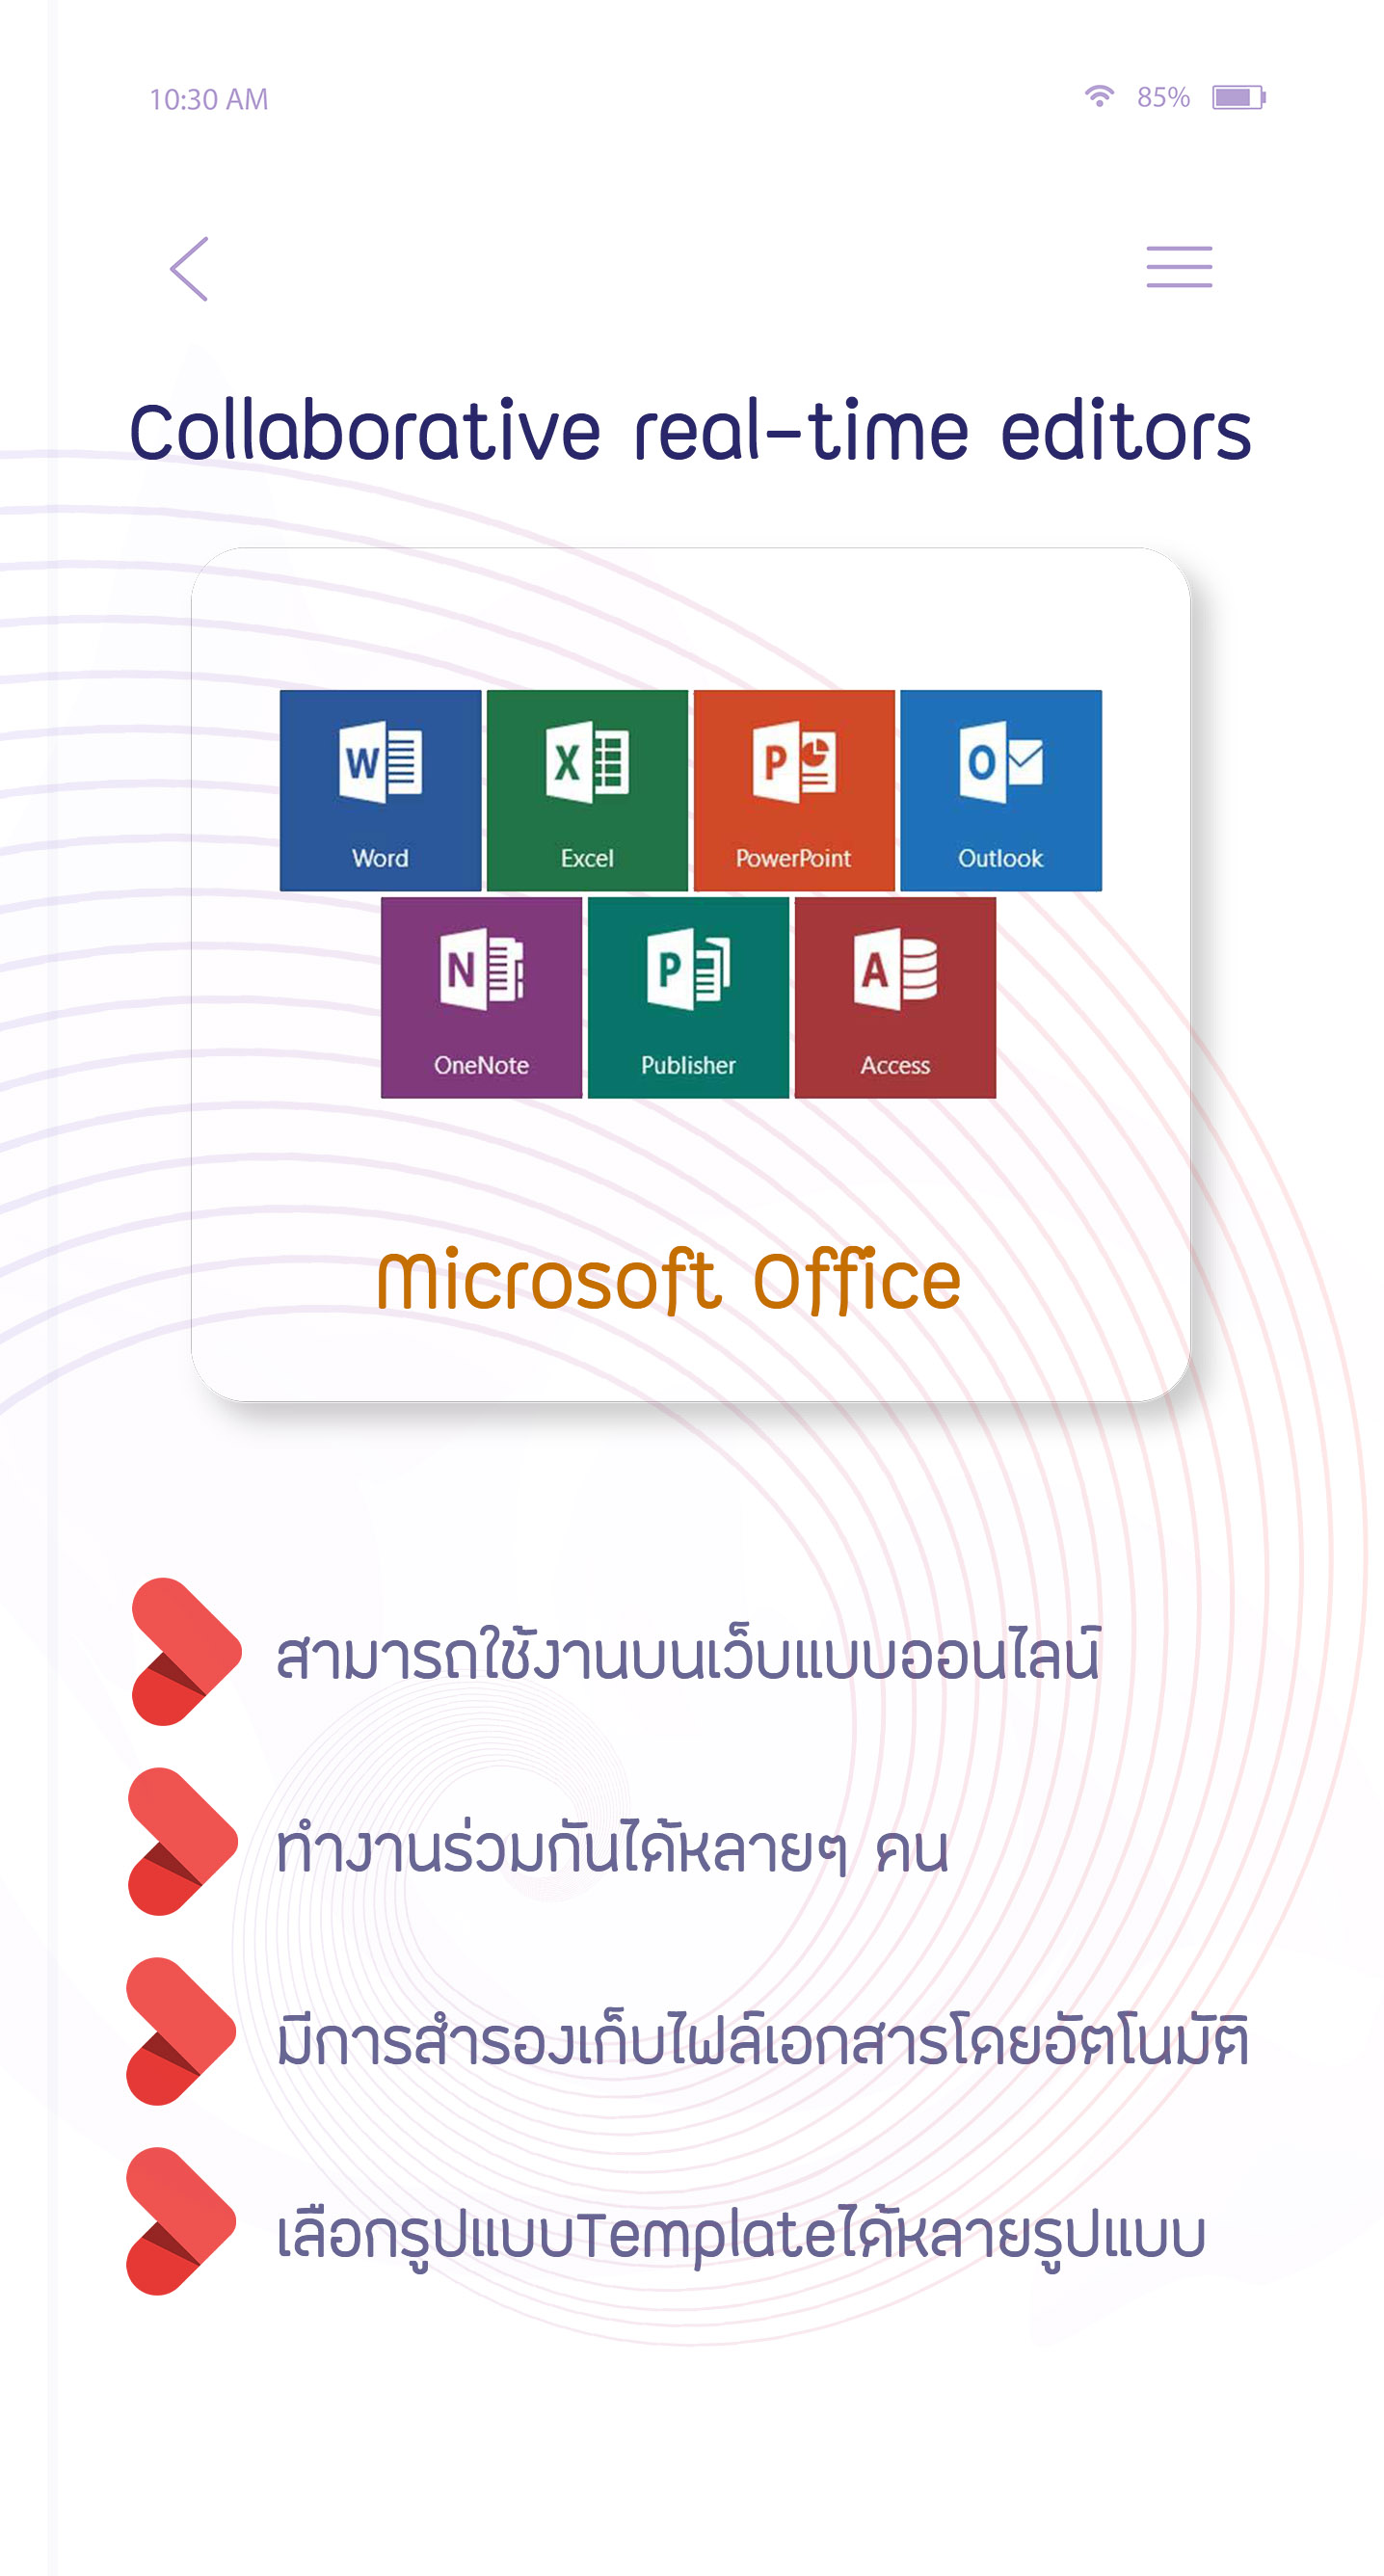 10:30 AM 85%
Collaborative real-time editors
W X P O
Word Excel PowerPoint Outlook
N P A
OneNote Publisher Access
Microsoft Office
สามารถใช้งานบนเว็บแบบออนไลน์
ทำงานร่วมกันได้หลายๆ คน
มีการสำรองเก็บไฟล์เอกสารโดยอัตโนมัติ
เลือกรูปแบบTemplateได้หลายรูปแบบ